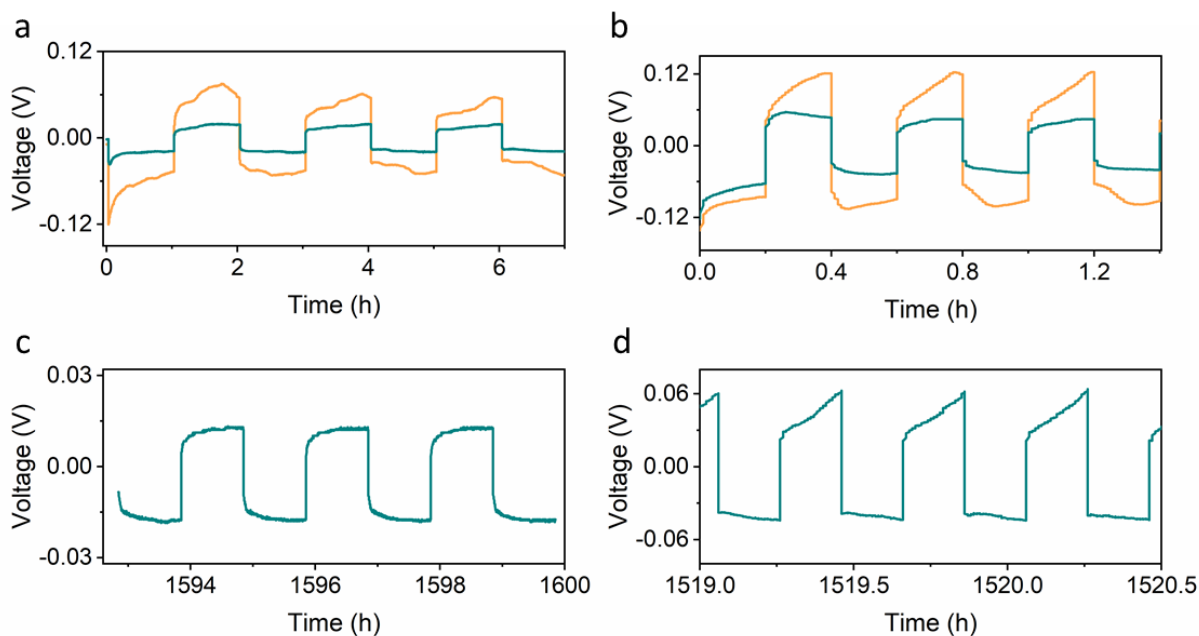 a
b
0.12
0.00
-0.12
Voltage (V)
0
2
4
6
Time (h)
0.12
0.00
-0.12
Voltage (V)
0.0
0.4
0.8
1.2
Time (h)
c
d
0.03
0.00
-0.03
Voltage (V)
1594
1596
1598
1600
Time (h)
0.06
0.00
-0.06
Voltage (V)
1519.0
1519.5
1520.0
1520.5
Time (h)